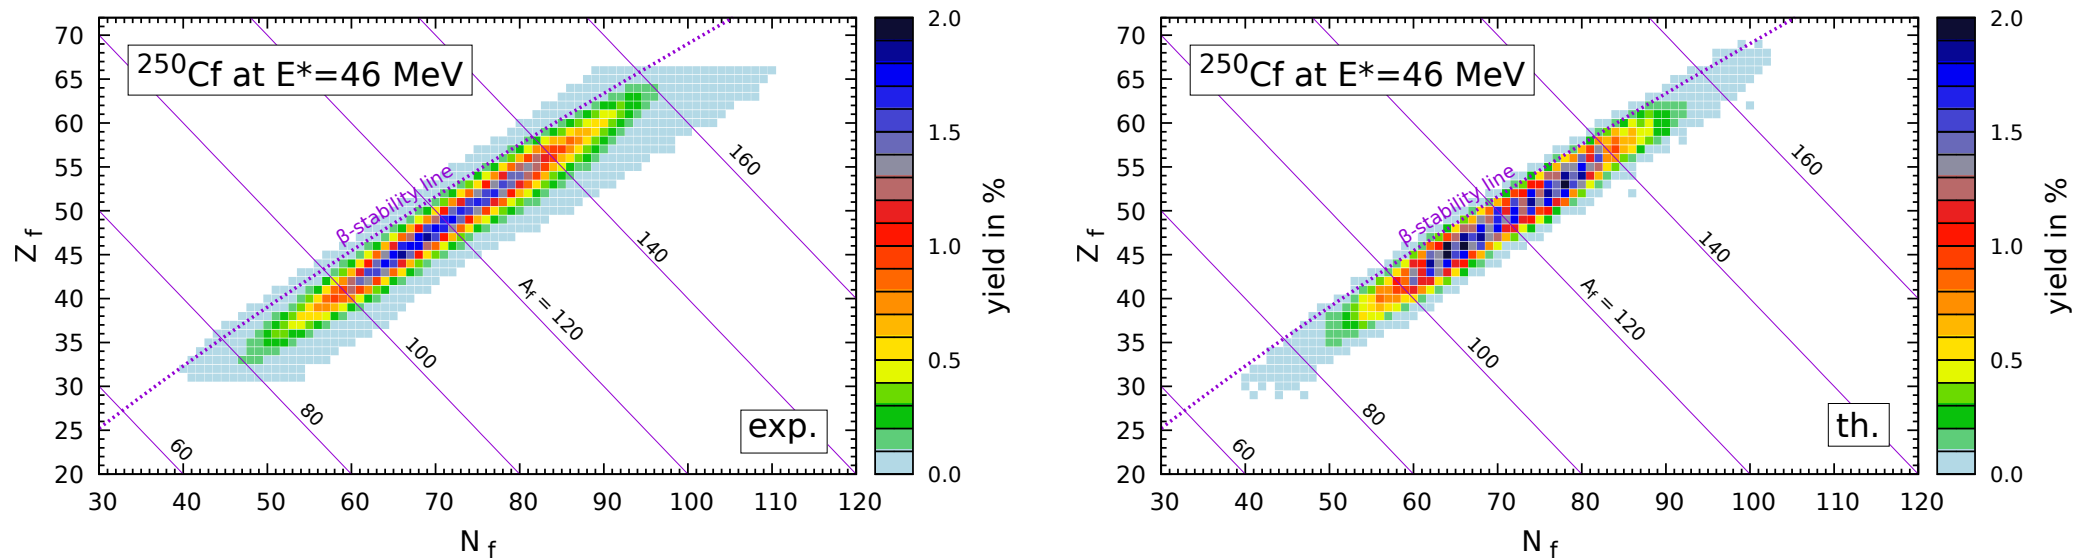 70
65
60
55
50
45
40
35
30
25
20
Z f
30 40 50 60 70 80 90 100 110 120
N f
250Cf at E*=46 MeV
β-stability line
160
140
A f = 120
100
80
60
exp.
2.0
1.5
1.0
0.5
0.0
yield in %
70
65
60
55
50
45
40
35
30
25
20
Z f
30 40 50 60 70 80 90 100 110 120
N f
250Cf at E*=46 MeV
β-stability line
160
140
A f = 120
100
80
60
th.
2.0
1.5
1.0
0.5
0.0
yield in %